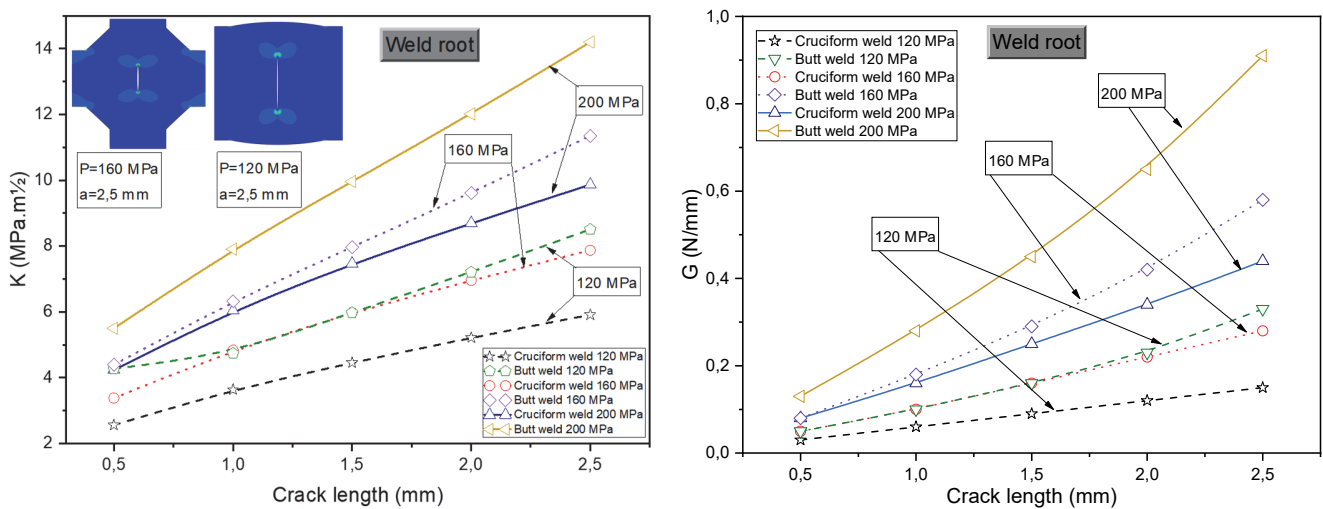 Weld root
P=160 MPa
a=2,5 mm
P=120 MPa
a=2,5 mm
200 MPa
160 MPa
120 MPa
Cruciform weld 120 MPa
Butt weld 120 MPa
Cruciform weld 160 MPa
Butt weld 160 MPa
Cruciform weld 200 MPa
Butt weld 200 MPa
14
12
10
8
6
4
2
K (MPa.m½)
0,5
1,0
1,5
2,0
2,5
Crack length (mm)
Weld root
Cruciform weld 120 MPa
Butt weld 120 MPa
Cruciform weld 160 MPa
Butt weld 160 MPa
Cruciform weld 200 MPa
Butt weld 200 MPa
200 MPa
160 MPa
120 MPa
1,0
0,8
0,6
0,4
0,2
0,0
G (N/mm)
0,5
1,0
1,5
2,0
2,5
Crack length (mm)